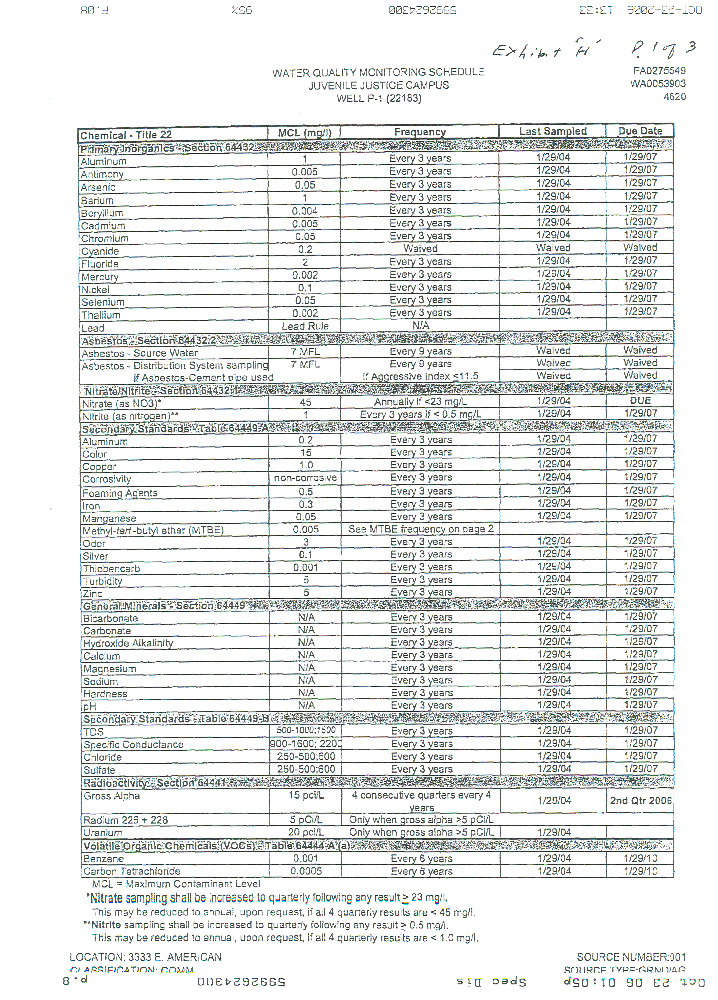 OCT-23-2006 13:33 5992624300 95% P.08
Exhibit "H" P. 1 of 3
WATER QUALITY MONITORING SCHEDULE FA0275549
JUVENILE JUSTICE CAMPUS WA0053903
WELL P-1 (22183) 4620
Chemical - Title 22 MCL (mg/l) Frequency Last Sampled Due Date
Primary Inorganics - Section 64432
Aluminum 1 Every 3 years 1/29/04 1/29/07
Antimony 0.006 Every 3 years 1/29/04 1/29/07
Arsenic 0.05 Every 3 years 1/29/04 1/29/07
Barium 1 Every 3 years 1/29/04 1/29/07
Beryllium 0.004 Every 3 years 1/29/04 1/29/07
Cadmium 0.005 Every 3 years 1/29/04 1/29/07
Chromium 0.05 Every 3 years 1/29/04 1/29/07
Cyanide 0.2 Waived Waived Waived
Fluoride 2 Every 3 years 1/29/04 1/29/07
Mercury 0.002 Every 3 years 1/29/04 1/29/07
Nickel 0.1 Every 3 years 1/29/04 1/29/07
Selenium 0.05 Every 3 years 1/29/04 1/29/07
Thallium 0.002 Every 3 years 1/29/04 1/29/07
Lead Lead Rule N/A
Asbestos - Section 64432.2
Asbestos - Source Water 7 MFL Every 9 years Waived Waived
Asbestos - Distribution System sampling 7 MFL Every 9 years Waived Waived
if Asbestos-Cement pipe used if Aggressive Index ≤11.5 Waived Waived
Nitrate/Nitrite - Section 64432.1
Nitrate (as NO3)* 45 Annually if <23 mg/L 1/29/04 DUE
Nitrite (as nitrogen)** 1 Every 3 years if < 0.5 mg/L 1/29/04 1/29/07
Secondary Standards - Table 64449-A
Aluminum 0.2 Every 3 years 1/29/04 1/29/07
Color 15 Every 3 years 1/29/04 1/29/07
Copper 1.0 Every 3 years 1/29/04 1/29/07
Corrosivity non-corrosive Every 3 years 1/29/04 1/29/07
Foaming Agents 0.5 Every 3 years 1/29/04 1/29/07
Iron 0.3 Every 3 years 1/29/04 1/29/07
Manganese 0.05 Every 3 years 1/29/04 1/29/07
Methyl-tert-butyl ether (MTBE) 0.005 See MTBE frequency on page 2
Odor 3 Every 3 years 1/29/04 1/29/07
Silver 0.1 Every 3 years 1/29/04 1/29/07
Thiobencarb 0.001 Every 3 years 1/29/04 1/29/07
Turbidity 5 Every 3 years 1/29/04 1/29/07
Zinc 5 Every 3 years 1/29/04 1/29/07
General Minerals - Section 64449
Bicarbonate N/A Every 3 years 1/29/04 1/29/07
Carbonate N/A Every 3 years 1/29/04 1/29/07
Hydroxide Alkalinity N/A Every 3 years 1/29/04 1/29/07
Calcium N/A Every 3 years 1/29/04 1/29/07
Magnesium N/A Every 3 years 1/29/04 1/29/07
Sodium N/A Every 3 years 1/29/04 1/29/07
Hardness N/A Every 3 years 1/29/04 1/29/07
pH N/A Every 3 years 1/29/04 1/29/07
Secondary Standards - Table 64449-B
TDS 500-1000;1500 Every 3 years 1/29/04 1/29/07
Specific Conductance 900-1600; 2200 Every 3 years 1/29/04 1/29/07
Chloride 250-500;600 Every 3 years 1/29/04 1/29/07
Sulfate 250-500;600 Every 3 years 1/29/04 1/29/07
Radioactivity - Section 64441
Gross Alpha 15 pci/L 4 consecutive quarters every 4 years 1/29/04 2nd Qtr 2006
Radium 226 + 228 5 pCi/L Only when gross alpha >5 pCi/L
Uranium 20 pci/L Only when gross alpha >5 pCi/L 1/29/04
Volatile Organic Chemicals (VOCs) - Table 64444-A (a)
Benzene 0.001 Every 6 years 1/29/04 1/29/10
Carbon Tetrachloride 0.0005 Every 6 years 1/29/04 1/29/10
MCL = Maximum Contaminant Level
*Nitrate sampling shall be increased to quarterly following any result ≥ 23 mg/l.
This may be reduced to annual, upon request, if all 4 quarterly results are < 45 mg/l.
**Nitrite sampling shall be increased to quarterly following any result ≥ 0.5 mg/l.
This may be reduced to annual, upon request, if all 4 quarterly results are < 1.0 mg/l.
LOCATION: 3333 E. AMERICAN SOURCE NUMBER:001
CLASSIFICATION: COMM SOURCE TYPE:GRND/AG
Oct 23 06 01:05p Spec Dis 5992624300 p.8